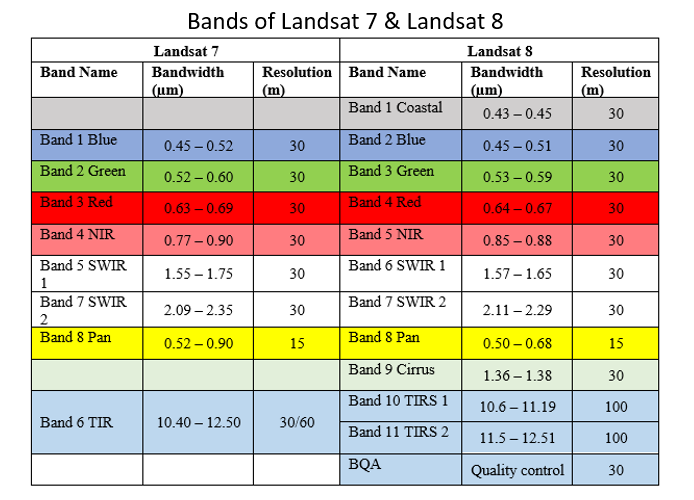 Bands of Landsat 7 & Landsat 8
Landsat 7 Landsat 8
Band Name Bandwidth (μm) Resolution (m) Band Name Bandwidth (μm) Resolution (m)
Band 1 Coastal 0.43 – 0.45 30
Band 1 Blue 0.45 – 0.52 30 Band 2 Blue 0.45 – 0.51 30
Band 2 Green 0.52 – 0.60 30 Band 3 Green 0.53 – 0.59 30
Band 3 Red 0.63 – 0.69 30 Band 4 Red 0.64 – 0.67 30
Band 4 NIR 0.77 – 0.90 30 Band 5 NIR 0.85 – 0.88 30
Band 5 SWIR 1 1.55 – 1.75 30 Band 6 SWIR 1 1.57 – 1.65 30
Band 7 SWIR 2 2.09 – 2.35 30 Band 7 SWIR 2 2.11 – 2.29 30
Band 8 Pan 0.52 – 0.90 15 Band 8 Pan 0.50 – 0.68 15
Band 9 Cirrus 1.36 – 1.38 30
Band 6 TIR 10.40 – 12.50 30/60 Band 10 TIRS 1 10.6 – 11.19 100
Band 11 TIRS 2 11.5 – 12.51 100
BQA Quality control 30